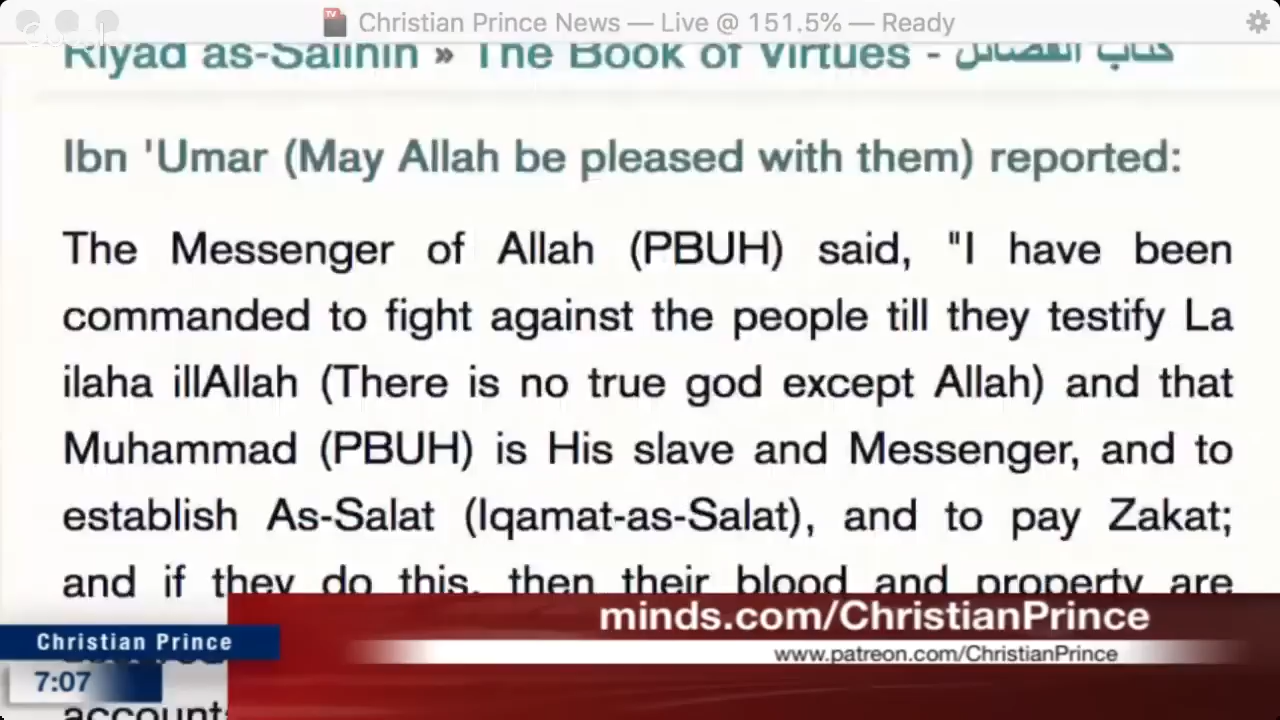 Christian Prince News — Live @ 151.5% — Ready
Riyad as-Salihin » The Book of Virtues - كتاب الفضائل
Ibn 'Umar (May Allah be pleased with them) reported:
The Messenger of Allah (PBUH) said, "I have been
commanded to fight against the people till they testify La
ilaha illAllah (There is no true god except Allah) and that
Muhammad (PBUH) is His slave and Messenger, and to
establish As-Salat (Iqamat-as-Salat), and to pay Zakat;
and if they do this, then their blood and property are
minds.com/ChristianPrince
Christian Prince
www.patreon.com/ChristianPrince
7:07